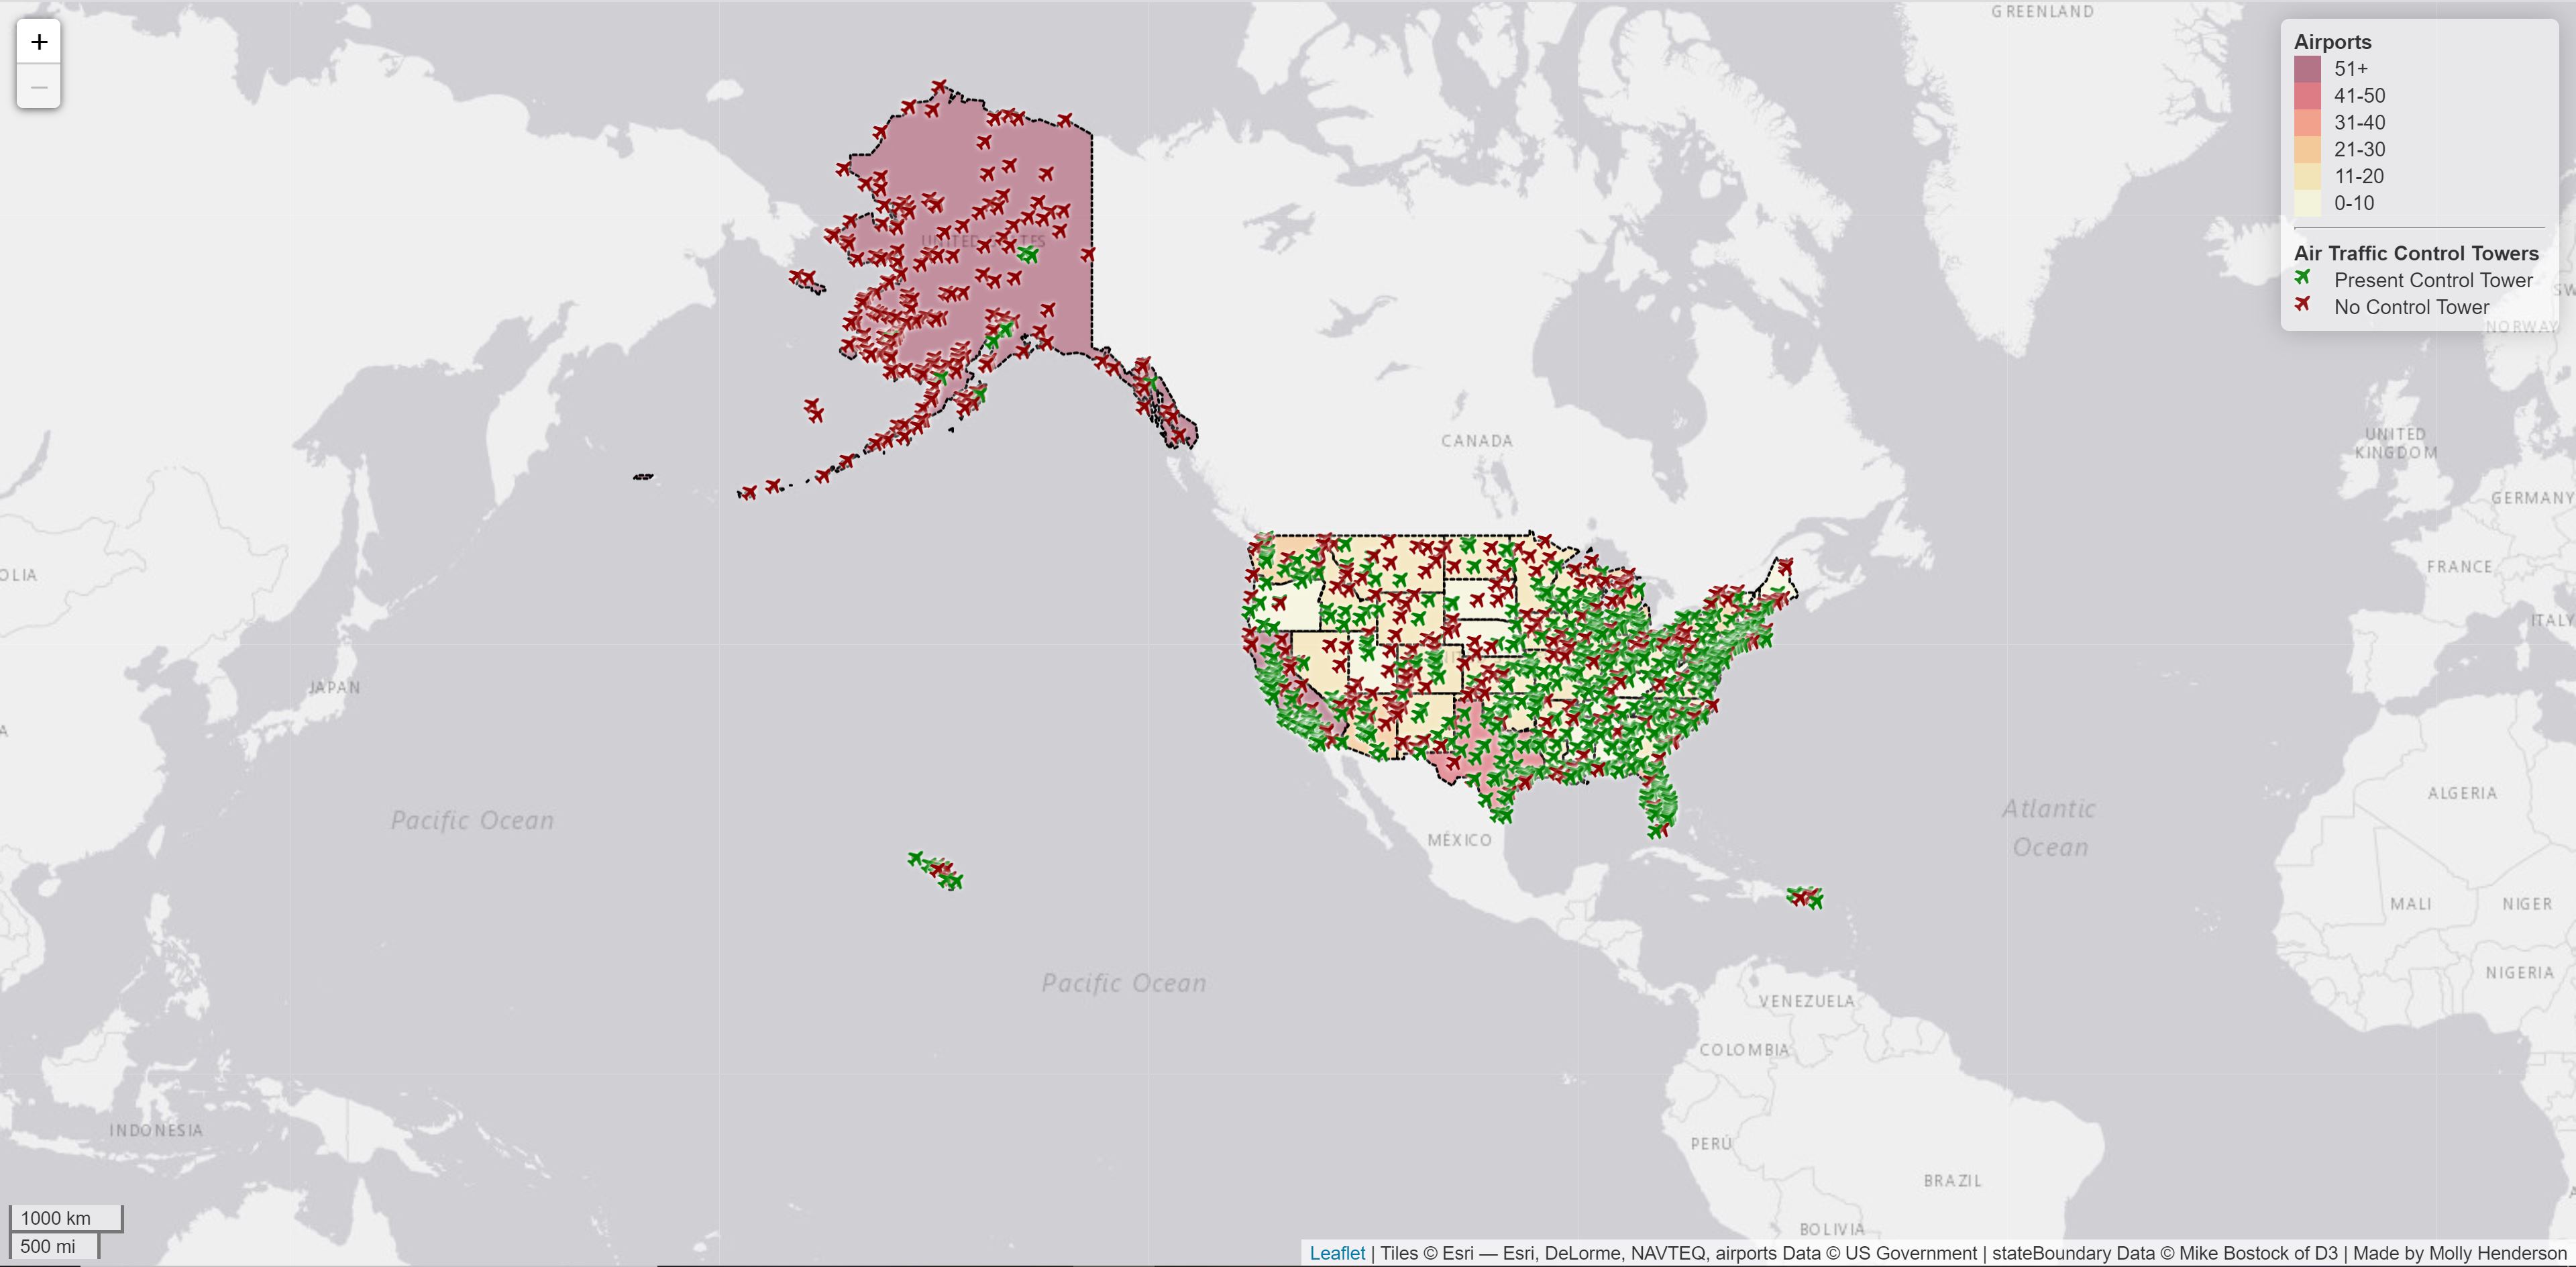 +
−
GREENLAND
Airports
51+
41-50
31-40
21-30
11-20
0-10
Air Traffic Control Towers
Present Control Tower
No Control Tower
NORWAY
SW
UNITED STATES
CANADA
UNITED
KINGDOM
GERMANY
FRANCE
ITALY
OLIA
JAPAN
A
Pacific Ocean
MÉXICO
Atlantic
Ocean
ALGERIA
MALI
NIGER
NIGERIA
Pacific Ocean
VENEZUELA
COLOMBIA
INDONESIA
PERÚ
BRAZIL
BOLIVIA
1000 km
500 mi
Leaflet | Tiles © Esri — Esri, DeLorme, NAVTEQ, airports Data © US Government | stateBoundary Data © Mike Bostock of D3 | Made by Molly Henderson